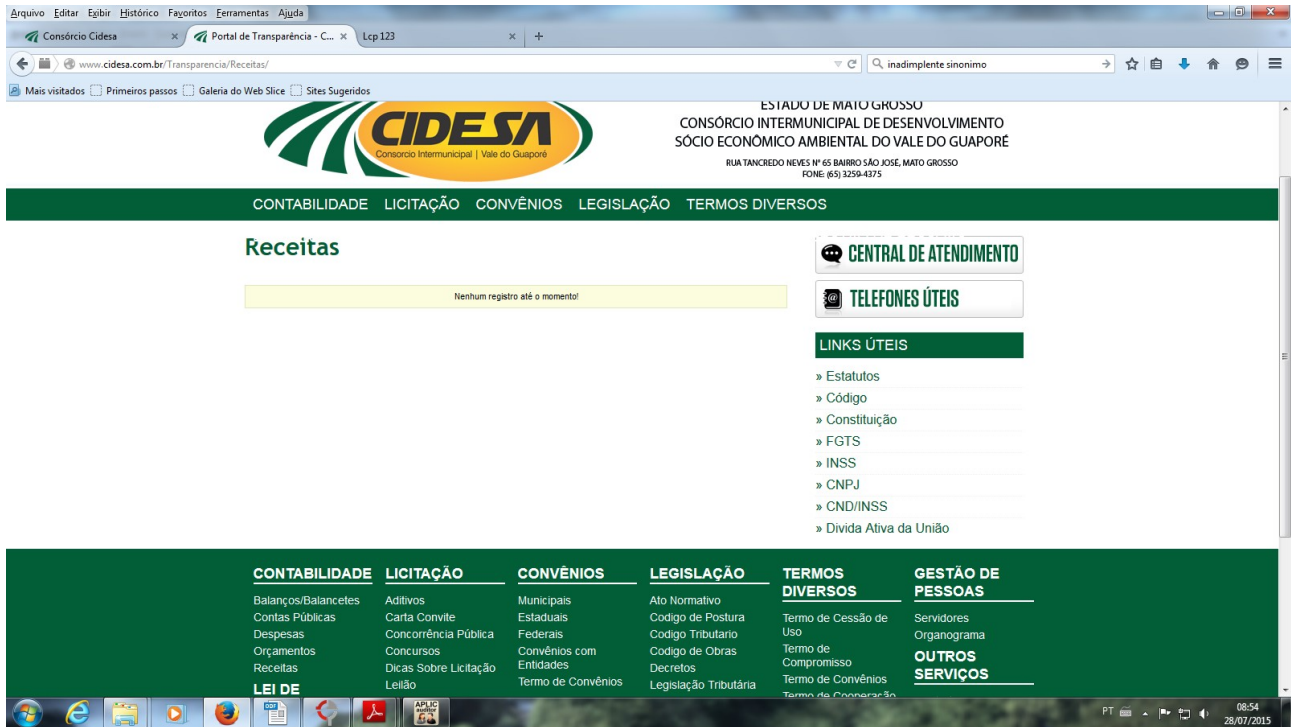 Arquivo Editar Exibir Histórico Favoritos Ferramentas Ajuda
Consórcio Cidesa x Portal de Transparência - C... x Lcp 123 x +
www.cidesa.com.br/Transparencia/Receitas/ inadimplente sinonimo
Mais visitados Primeiros passos Galeria do Web Slice Sites Sugeridos
CIDESA
Consorcio Intermunicipal | Vale do Guaporé
ESTADO DE MATO GROSSO
CONSÓRCIO INTERMUNICIPAL DE DESENVOLVIMENTO
SÓCIO ECONÔMICO AMBIENTAL DO VALE DO GUAPORÉ
RUA TANCREDO NEVES Nº 65 BAIRRO SÃO JOSE, MATO GROSSO
FONE: (65) 3259-4375
CONTABILIDADE LICITAÇÃO CONVÊNIOS LEGISLAÇÃO TERMOS DIVERSOS
Receitas
Nenhum registro até o momento!
CENTRAL DE ATENDIMENTO
TELEFONES ÚTEIS
LINKS ÚTEIS
» Estatutos
» Código
» Constituição
» FGTS
» INSS
» CNPJ
» CND/INSS
» Divida Ativa da União
CONTABILIDADE
Balanços/Balancetes
Contas Públicas
Despesas
Orçamentos
Receitas
LEI DE
LICITAÇÃO
Aditivos
Carta Convite
Concorrência Pública
Concursos
Dicas Sobre Licitação
Leilão
CONVÊNIOS
Municipais
Estaduais
Federais
Convênios com
Entidades
Termo de Convênios
LEGISLAÇÃO
Ato Normativo
Codigo de Postura
Codigo Tributario
Codigo de Obras
Decretos
Legislação Tributária
TERMOS
DIVERSOS
Termo de Cessão de
Uso
Termo de
Compromisso
Termo de Convênios
Termo de Cooperação
GESTÃO DE
PESSOAS
Servidores
Organograma
OUTROS
SERVIÇOS
ODF
APLIC
auditor
PT
08:54
28/07/2015